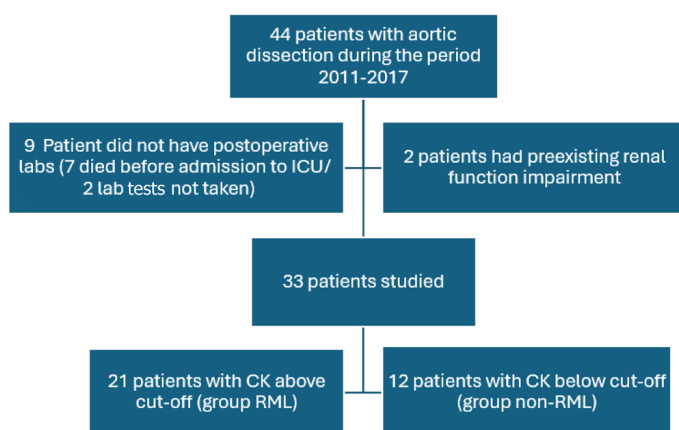 44 patients with aortic
dissection during the period
2011-2017
9 Patient did not have postoperative
labs (7 died before admission to ICU/
2 lab tests not taken)
2 patients had preexisting renal
function impairment
33 patients studied
21 patients with CK above
cut-off (group RML)
12 patients with CK below cut-off
(group non-RML)